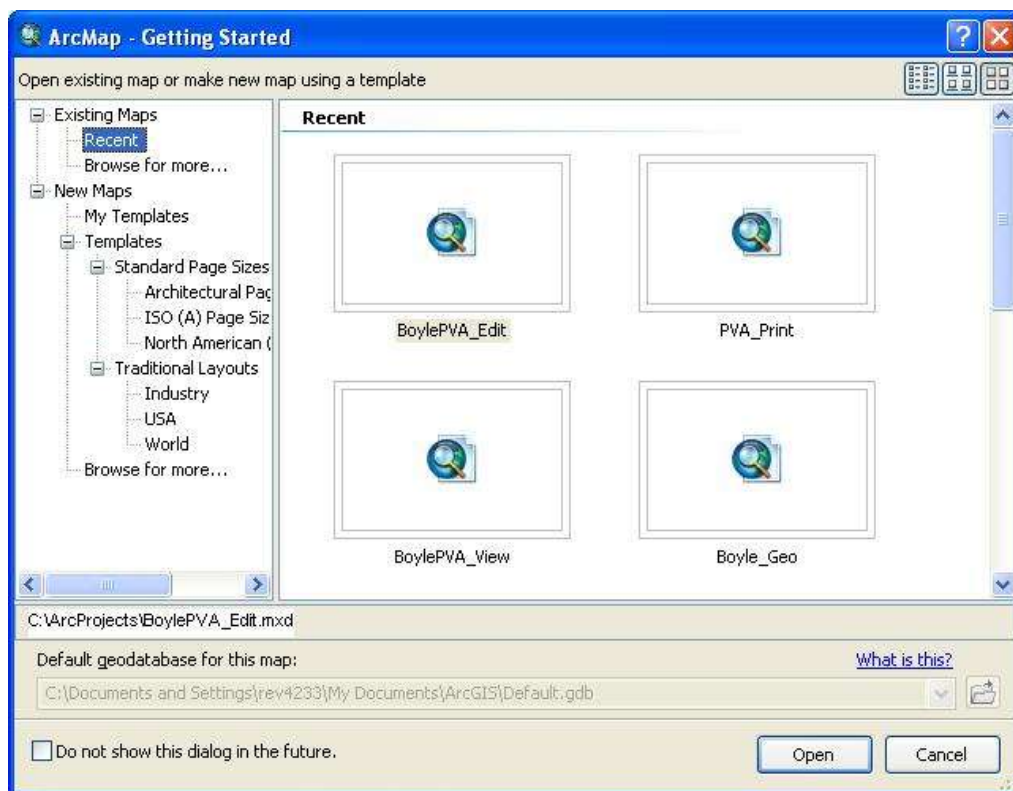 ArcMap - Getting Started
Open existing map or make new map using a template
Existing Maps
Recent
Browse for more...
New Maps
My Templates
Templates
Standard Page Sizes
Architectural Pag
ISO (A) Page Siz
North American (
Traditional Layouts
Industry
USA
World
Browse for more...
Recent
BoylePVA_Edit
PVA_Print
BoylePVA_View
Boyle_Geo
C:\ArcProjects\BoylePVA_Edit.mxd
Default geodatabase for this map:
What is this?
C:\Documents and Settings\rev4233\My Documents\ArcGIS\Default.gdb
Do not show this dialog in the future.
Open
Cancel